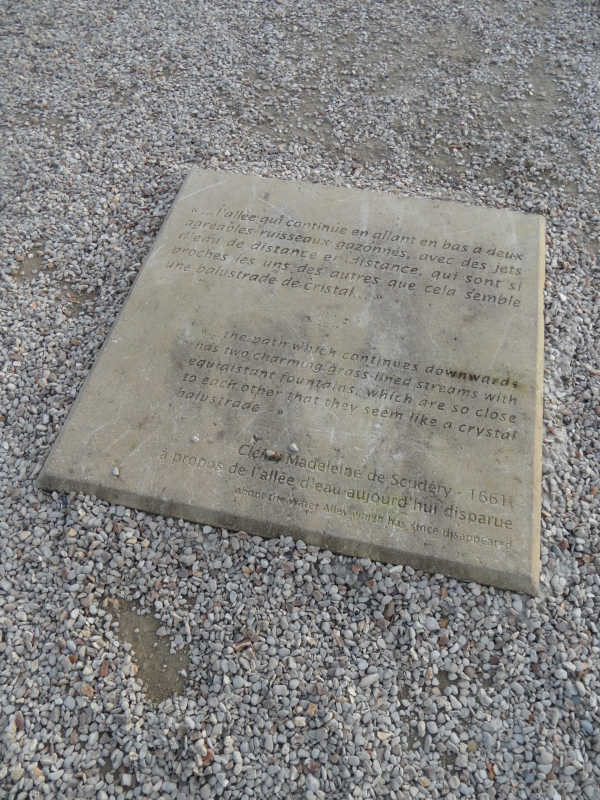 « ...l'allée qui continue en allant en bas a deux
agréables ruisseaux gazonnés, avec des jets
d'eau de distance en distance, qui sont si
proches les uns des autres que cela semble
une balustrade de cristal... »
« ... the path which continues downwards
has two charming grass-lined streams with
equidistant fountains, which are so close
to each other that they seem like a crystal
balustrade ... »
Clélie, Madeleine de Scudéry - 1661
à propos de l'allée d'eau aujourd'hui disparue
about the Water Alley which has since disappeared